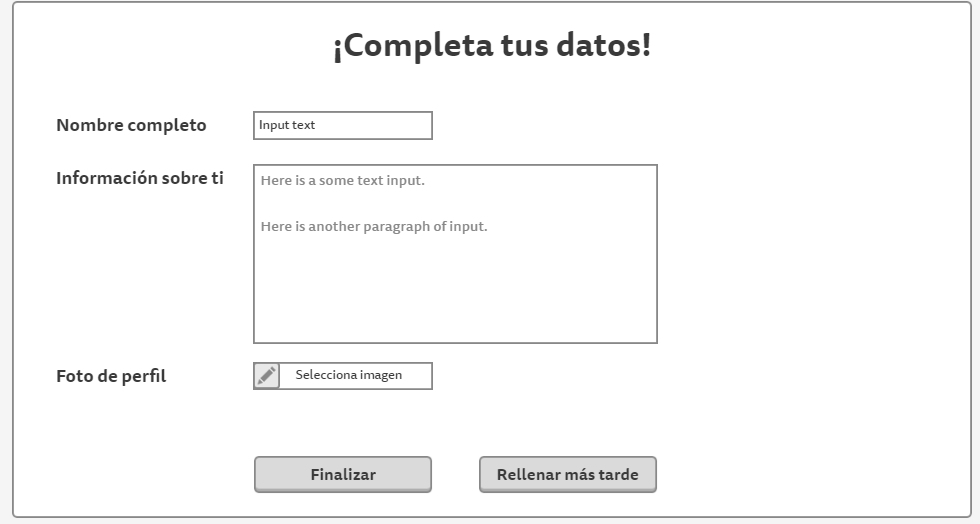 ¡Completa tus datos!
Nombre completo
Input text
Información sobre ti
Here is a some text input.
Here is another paragraph of input.
Foto de perfil
Selecciona imagen
Finalizar
Rellenar más tarde